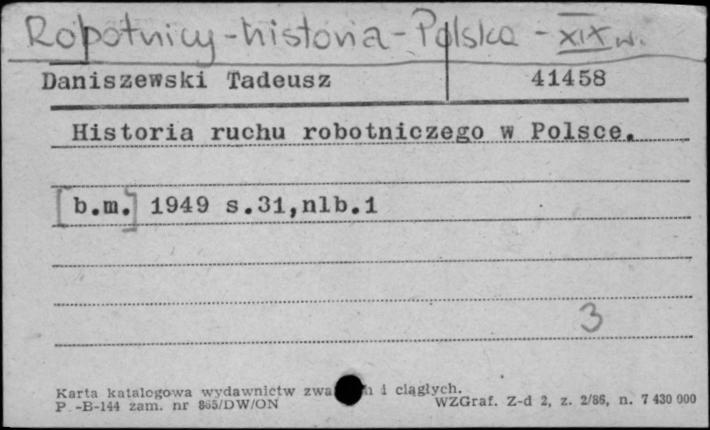 Robotnicy - historia - Polska - XIX w.
Daniszewski Tadeusz 41458
Historia ruchu robotniczego w Polsce.
[b.m.] 1949 s.31,nlb.1
3
Karta katalogowa wydawnictw i ciągłych.
P.-B-144 zam. nr 865/DW/ON WZGraf. Z-d 2, z. 2/86, n. 7 430 000